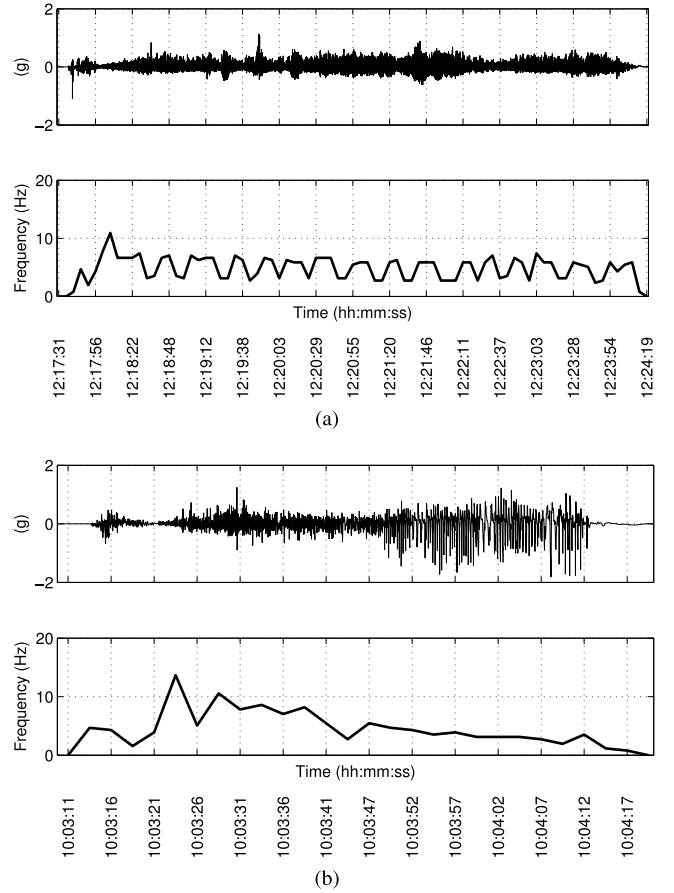 2
(g)
0
−2
20
Frequency (Hz)
10
0
Time (hh:mm:ss)
12:17:31 12:17:56 12:18:22 12:18:48 12:19:12 12:19:38 12:20:03 12:20:29 12:20:55 12:21:20 12:21:46 12:22:11 12:22:37 12:23:03 12:23:28 12:23:54 12:24:19
(a)
2
(g)
0
−2
20
Frequency (Hz)
10
0
Time (hh:mm:ss)
10:03:11 10:03:16 10:03:21 10:03:26 10:03:31 10:03:36 10:03:41 10:03:47 10:03:52 10:03:57 10:04:02 10:04:07 10:04:12 10:04:17
(b)